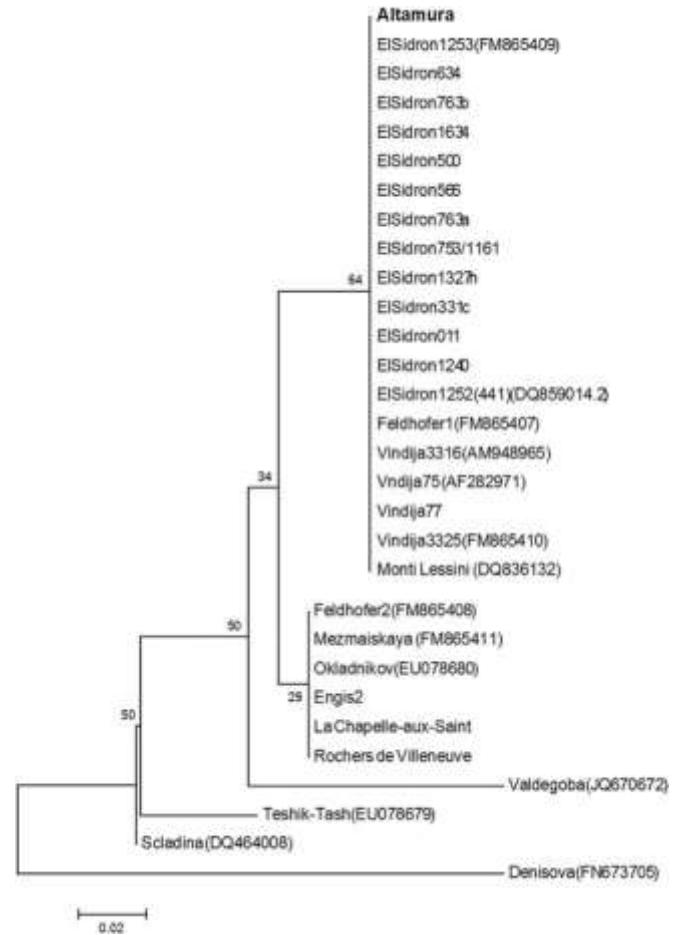 Altamura
ElSidron1253(FM865409)
ElSidron634
ElSidron763b
ElSidron1634
ElSidron500
ElSidron566
ElSidron763a
ElSidron753/1161
64
ElSidron1327h
ElSidron331c
ElSidron011
ElSidron1240
ElSidron1252(441)(DQ859014.2)
Feldhofer1(FM865407)
Vindija3316(AM948965)
34
Vndija75(AF282971)
Vindija77
Vindija3325(FM865410)
Monti Lessini (DQ836132)
Feldhofer2(FM865408)
90
Mezmaiskaya (FM865411)
Okladnikov(EU078680)
29
Engis2
50
La Chapelle-aux-Saint
Rochers de Villeneuve
Valdegoba(JQ670672)
Teshik-Tash(EU078679)
Scladina(DQ464008)
Denisova(FN673705)
0.02